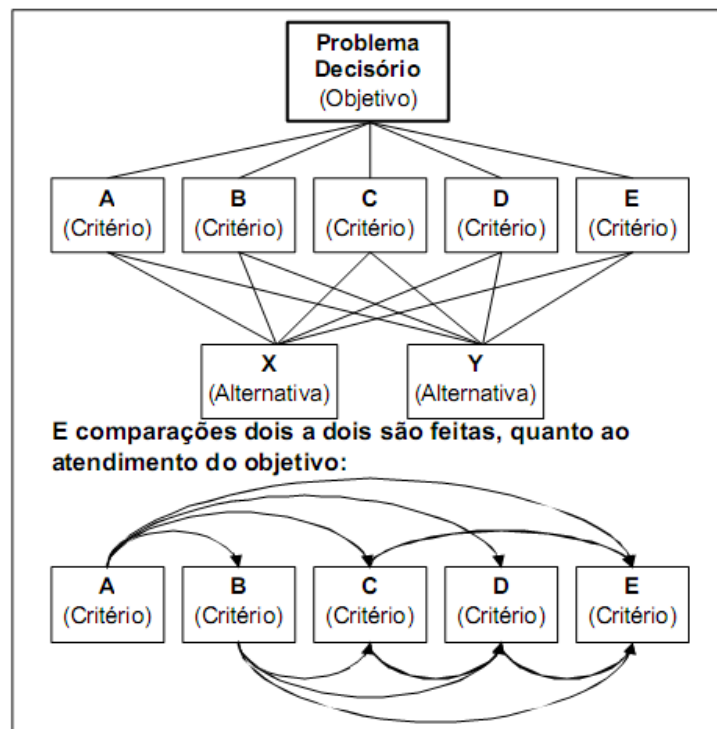 Problema
Decisório
(Objetivo)
A
(Critério)
B
(Critério)
C
(Critério)
D
(Critério)
E
(Critério)
X
(Alternativa)
Y
(Alternativa)
E comparações dois a dois são feitas, quanto ao
atendimento do objetivo:
A
(Critério)
B
(Critério)
C
(Critério)
D
(Critério)
E
(Critério)